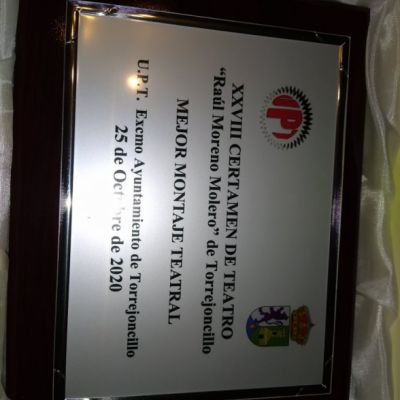 UP
XXVIII CERTAMEN DE TEATRO
“Raúl Moreno Molero” de Torrejoncillo
MEJOR MONTAJE TEATRAL
U.P.T. Excmo Ayuntamiento de Torrejoncillo
25 de Octubre de 2020